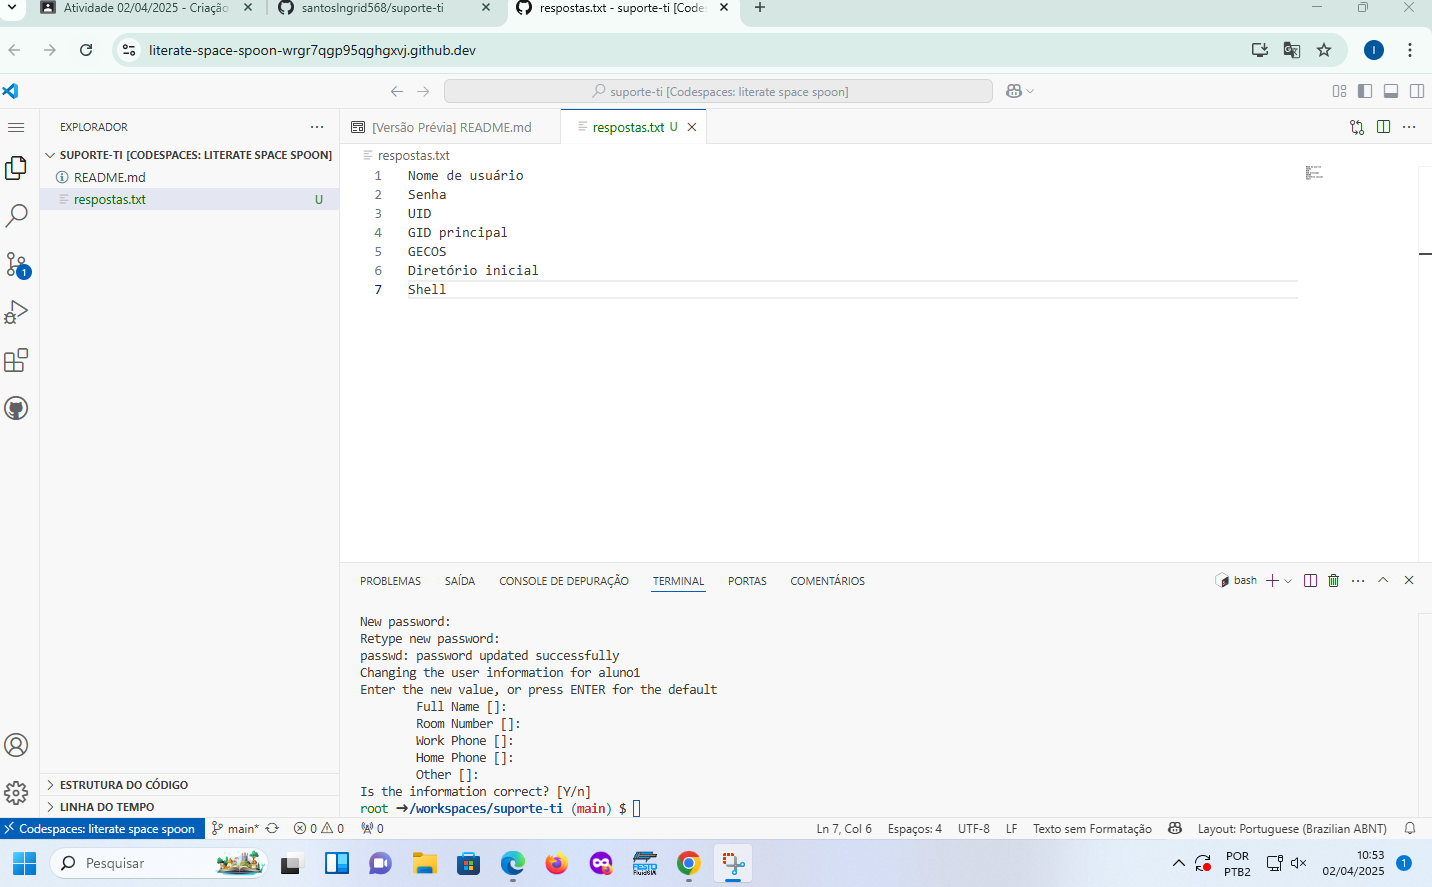 Atividade 02/04/2025 - Criação
santosIngrid568/suporte-ti
respostas.txt - suporte-ti [Codes
literate-space-spoon-wrgr7qgp95qghgxvj.github.dev
I
suporte-ti [Codespaces: literate space spoon]
EXPLORADOR
[Versão Prévia] README.md
respostas.txt U
SUPORTE-TI [CODESPACES: LITERATE SPACE SPOON]
README.md
respostas.txt U
respostas.txt
1 Nome de usuário
2 Senha
3 UID
4 GID principal
5 GECOS
6 Diretório inicial
7 Shell
1
PROBLEMAS SAÍDA CONSOLE DE DEPURAÇÃO TERMINAL PORTAS COMENTÁRIOS
bash
New password:
Retype new password:
passwd: password updated successfully
Changing the user information for aluno1
Enter the new value, or press ENTER for the default
Full Name []:
Room Number []:
Work Phone []:
Home Phone []:
Other []:
Is the information correct? [Y/n]
root ➜/workspaces/suporte-ti (main) $
ESTRUTURA DO CÓDIGO
LINHA DO TEMPO
Codespaces: literate space spoon main* 0 0 0 Ln 7, Col 6 Espaços: 4 UTF-8 LF Texto sem Formatação Layout: Portuguese (Brazilian ABNT)
Pesquisar
POR
PTB2
10:53
02/04/2025
1